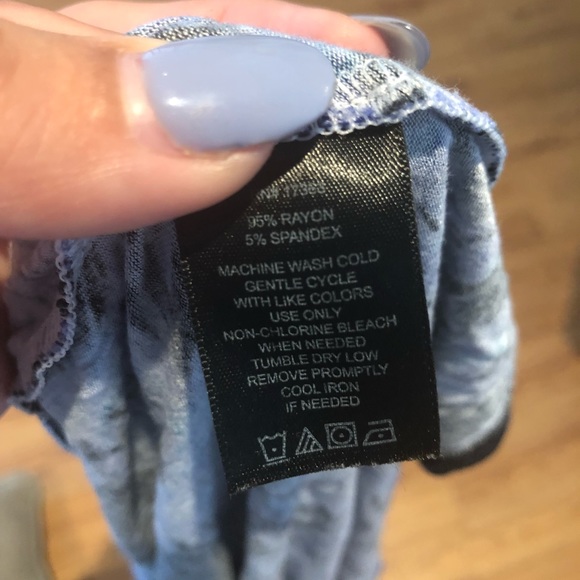 95% RAYON
5% SPANDEX
MACHINE WASH COLD
GENTLE CYCLE
WITH LIKE COLORS
USE ONLY
NON-CHLORINE BLEACH
WHEN NEEDED
TUMBLE DRY LOW
REMOVE PROMPTLY
COOL IRON
IF NEEDED